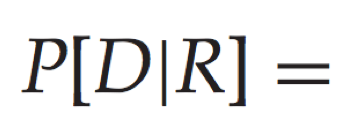 P[D|R] =